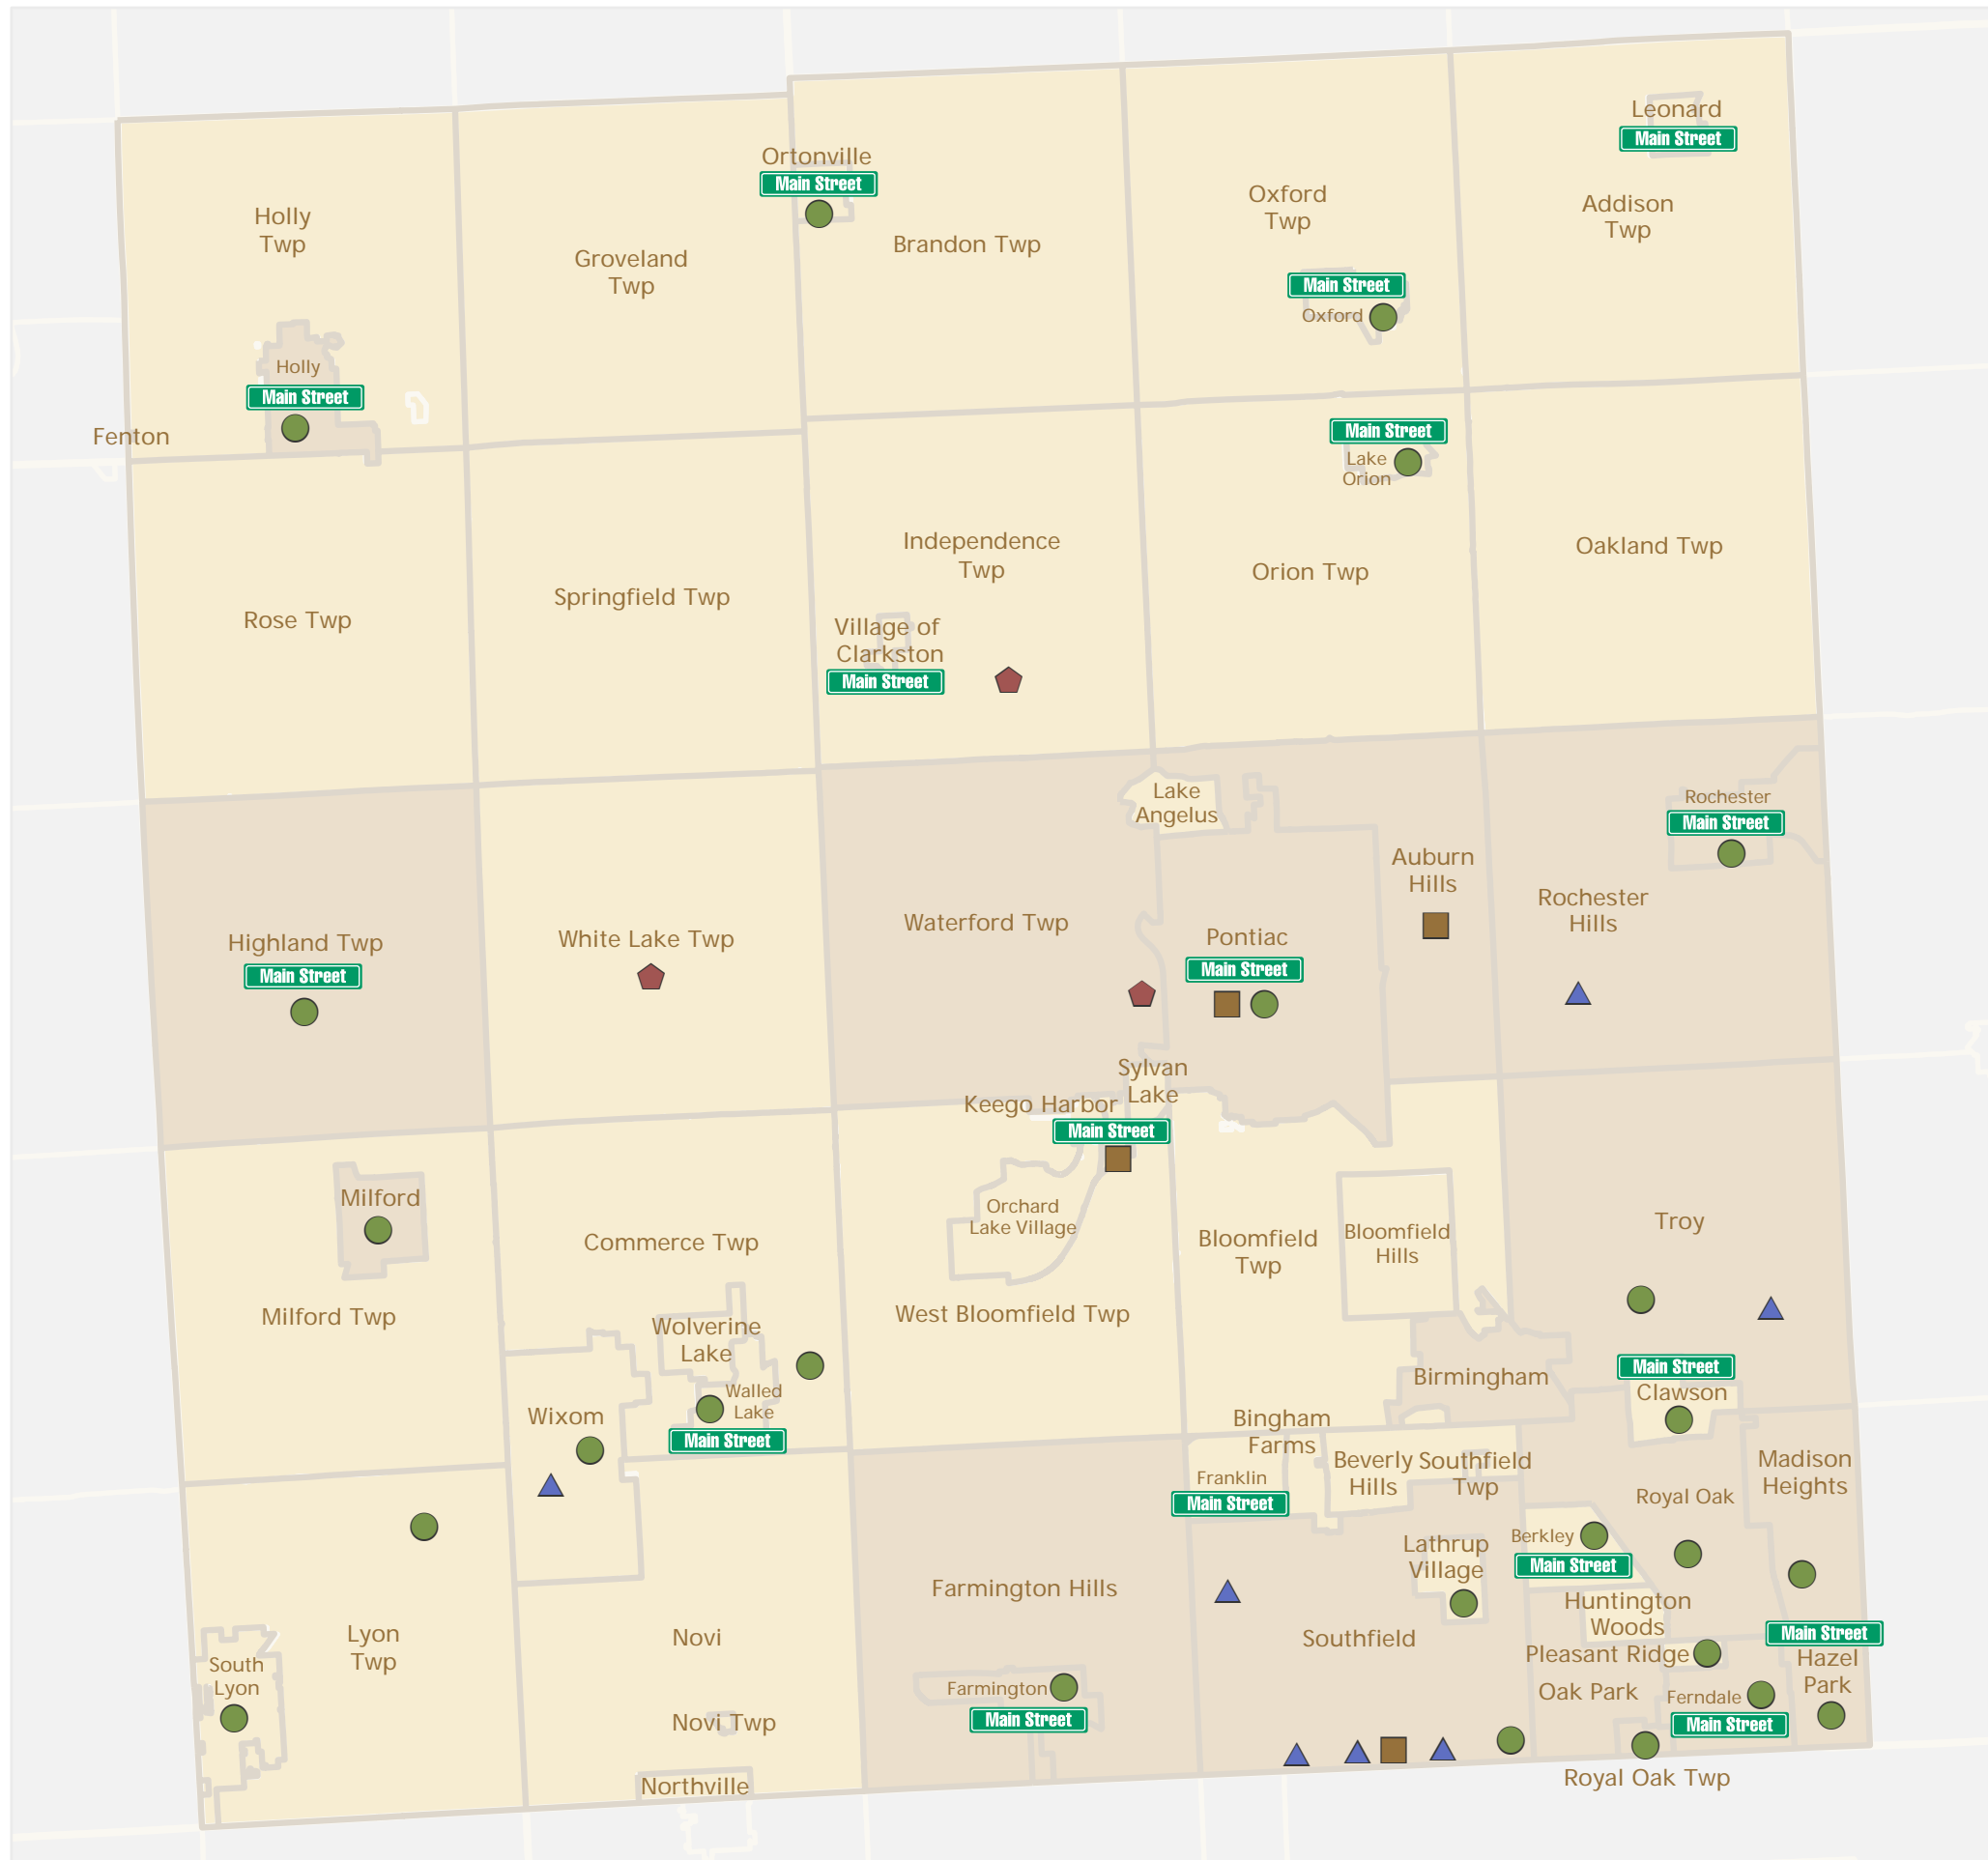 Leonard
Main Street
Ortonville
Main Street
Oxford
Twp
Addison
Twp
Holly
Twp
Brandon Twp
Groveland
Twp
Main Street
Oxford
Holly
Main Street
Fenton
Main Street
Lake
Orion
Independence
Twp
Oakland Twp
Orion Twp
Springfield Twp
Rose Twp
Village of
Clarkston
Main Street
Lake
Angelus
Rochester
Main Street
Auburn
Hills
Rochester
Hills
Waterford Twp
Pontiac
Main Street
White Lake Twp
Highland Twp
Main Street
Sylvan
Lake
Keego Harbor
Main Street
Milford
Orchard
Lake Village
Troy
Bloomfield
Twp
Bloomfield
Hills
Commerce Twp
Milford Twp
West Bloomfield Twp
Wolverine
Lake
Main Street
Clawson
Birmingham
Walled
Lake
Main Street
Wixom
Bingham
Farms
Beverly
Hills
Southfield
Twp
Madison
Heights
Franklin
Main Street
Royal Oak
Berkley
Main Street
Lathrup
Village
Farmington Hills
Huntington
Woods
Southfield
Main Street
Hazel
Park
Lyon
Twp
Novi
Pleasant Ridge
South
Lyon
Oak Park
Farmington
Main Street
Ferndale
Main Street
Novi Twp
Northville
Royal Oak Twp